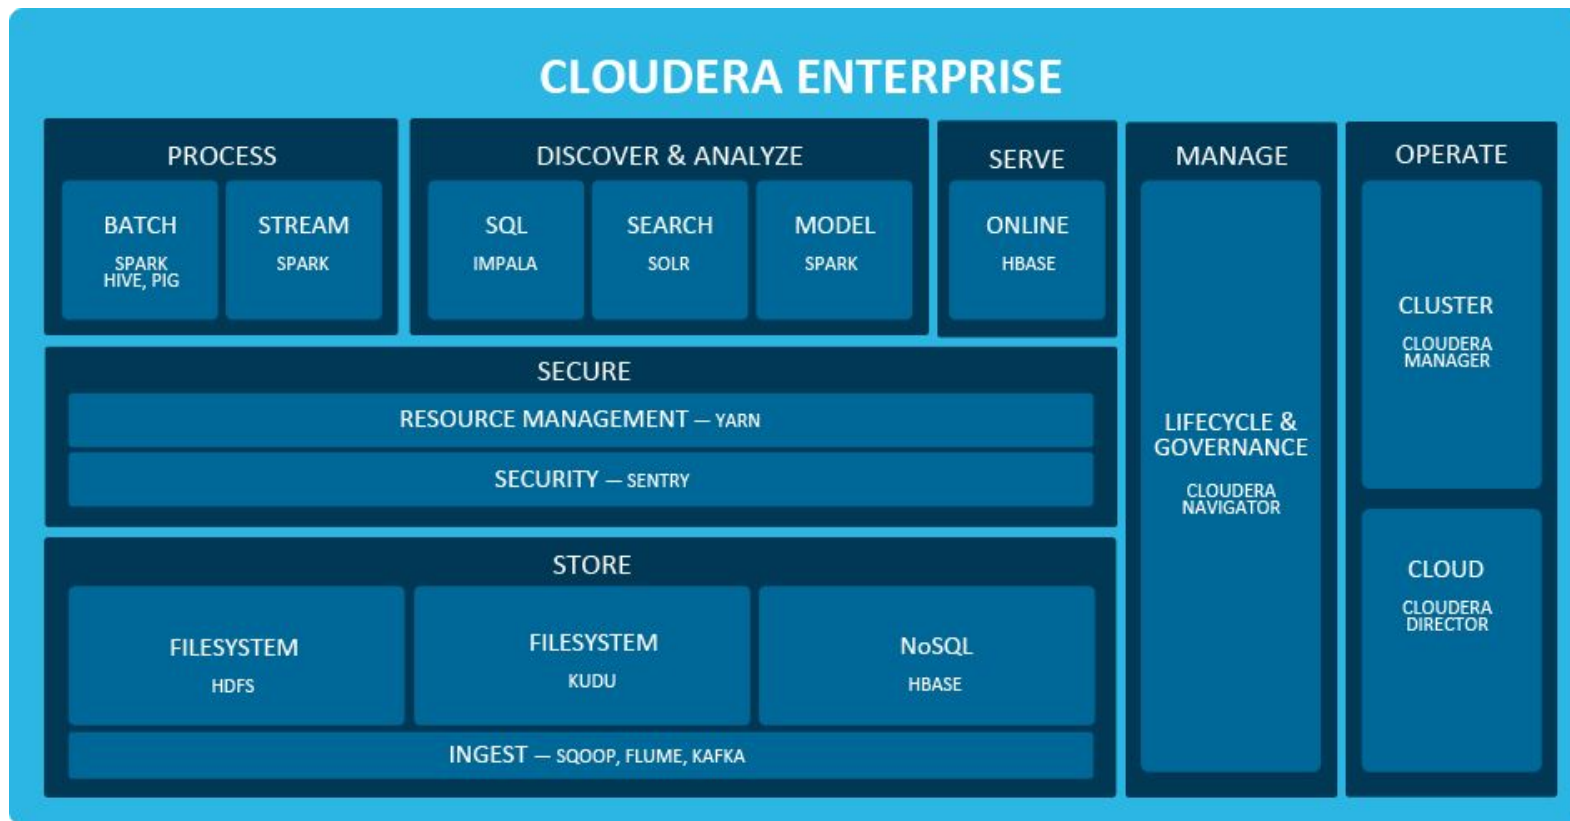 CLOUDERA ENTERPRISE
PROCESS
BATCH
SPARK
HIVE, PIG
STREAM
SPARK
DISCOVER & ANALYZE
SQL
IMPALA
SEARCH
SOLR
MODEL
SPARK
SERVE
ONLINE
HBASE
SECURE
RESOURCE MANAGEMENT — YARN
SECURITY — SENTRY
STORE
FILESYSTEM
HDFS
FILESYSTEM
KUDU
NoSQL
HBASE
INGEST — SQOOP, FLUME, KAFKA
MANAGE
LIFECYCLE &
GOVERNANCE
CLOUDERA
NAVIGATOR
OPERATE
CLUSTER
CLOUDERA
MANAGER
CLOUD
CLOUDERA
DIRECTOR